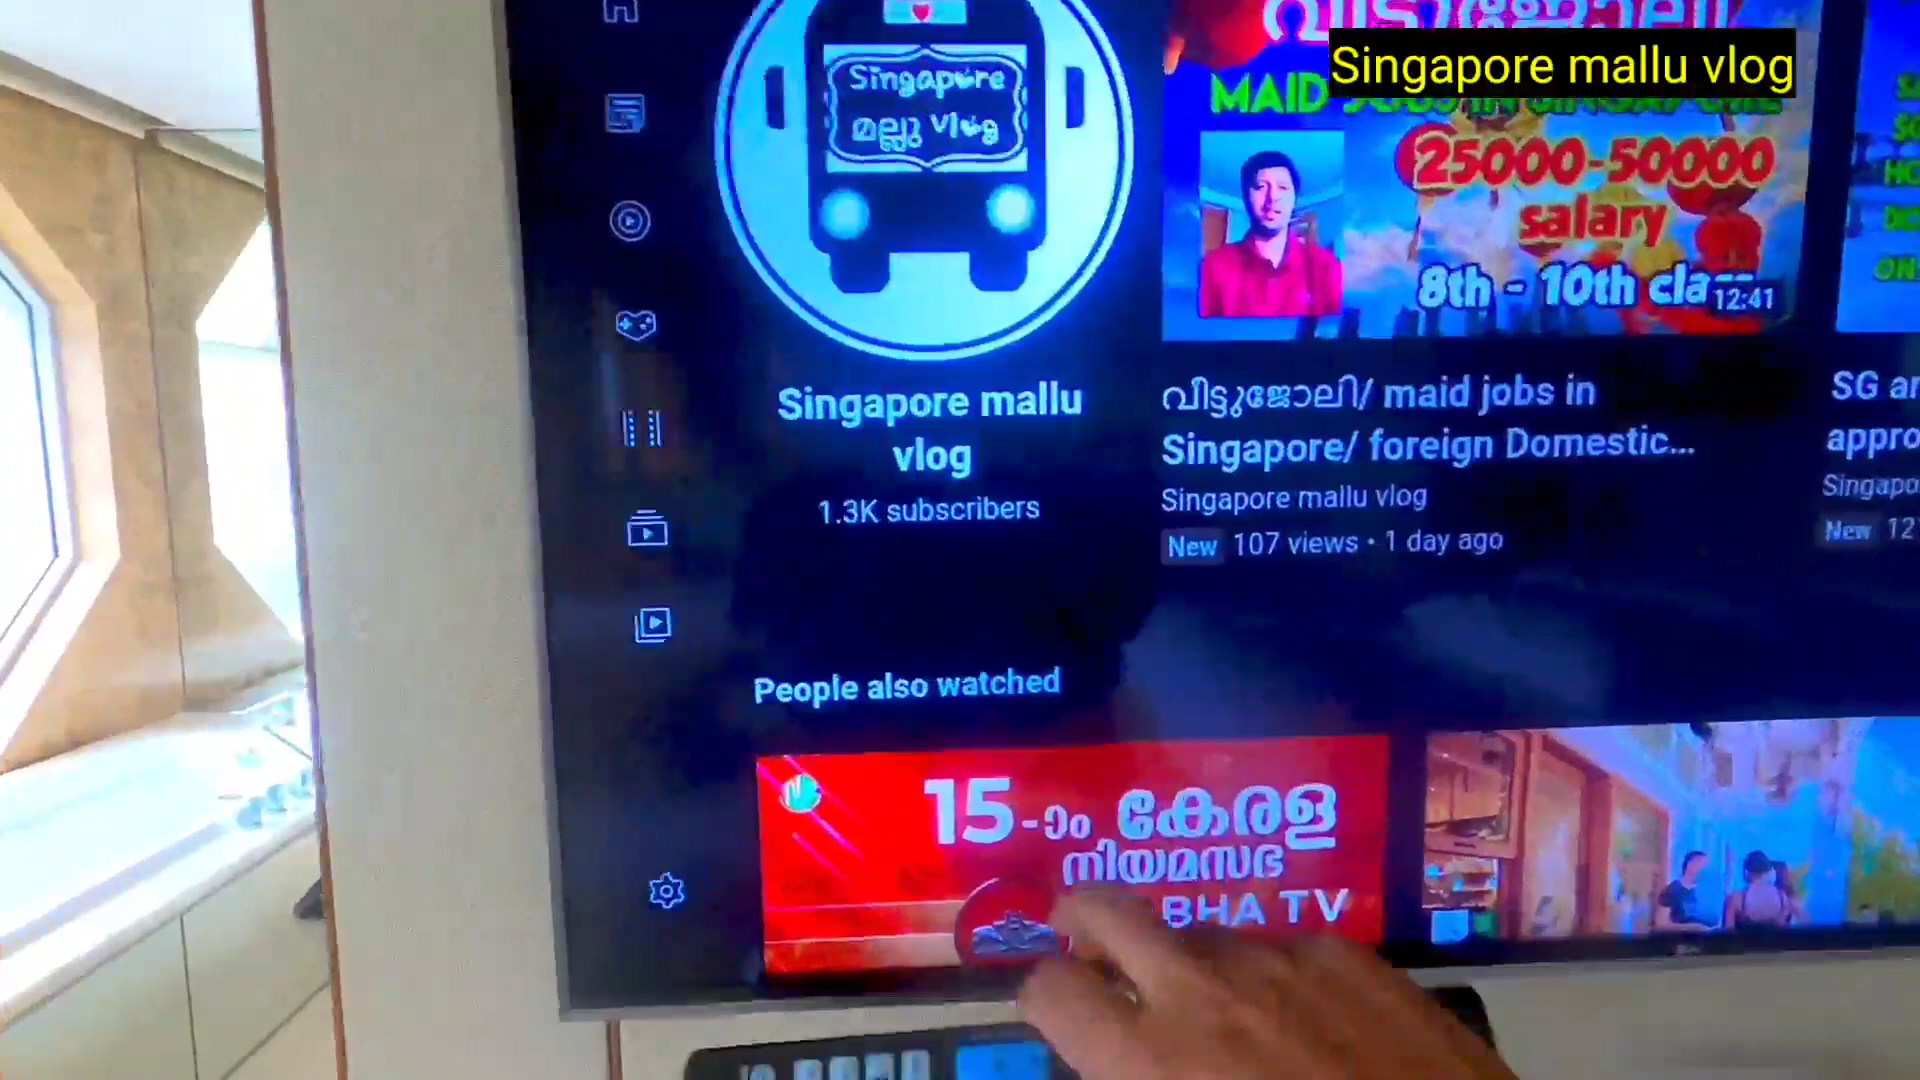 Singapore mallu vlog
Singapore
മല്ലു Vlog
MAID
25000-50000
salary
8th - 10th cla
12:41
Singapore mallu
vlog
1.3K subscribers
വീട്ടുജോലി/ maid jobs in
Singapore/ foreign Domestic...
Singapore mallu vlog
New 107 views • 1 day ago
SG
appro
Singapo
New 12
People also watched
15-ാം കേരള
നിയമസഭ
BHA TV